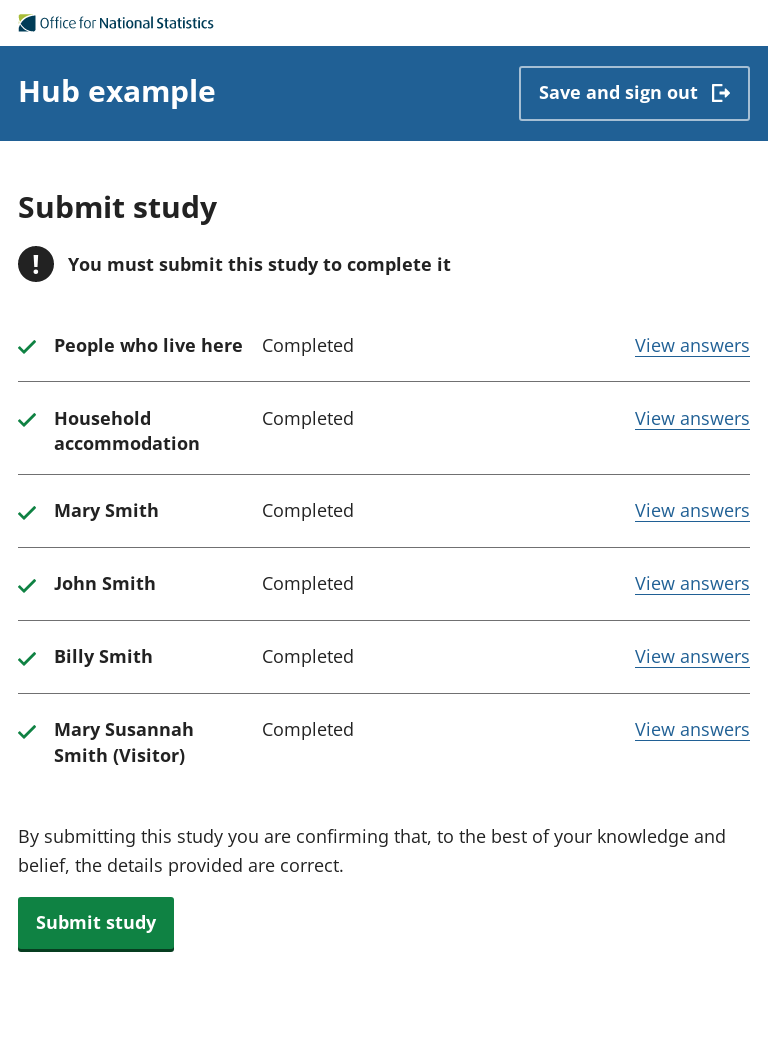 Office for National Statistics
Hub example
Save and sign out
Submit study
! You must submit this study to complete it
People who live here Completed View answers
Household Completed View answers
accommodation
Mary Smith Completed View answers
John Smith Completed View answers
Billy Smith Completed View answers
Mary Susannah Completed View answers
Smith (Visitor)
By submitting this study you are confirming that, to the best of your knowledge and
belief, the details provided are correct.
Submit study